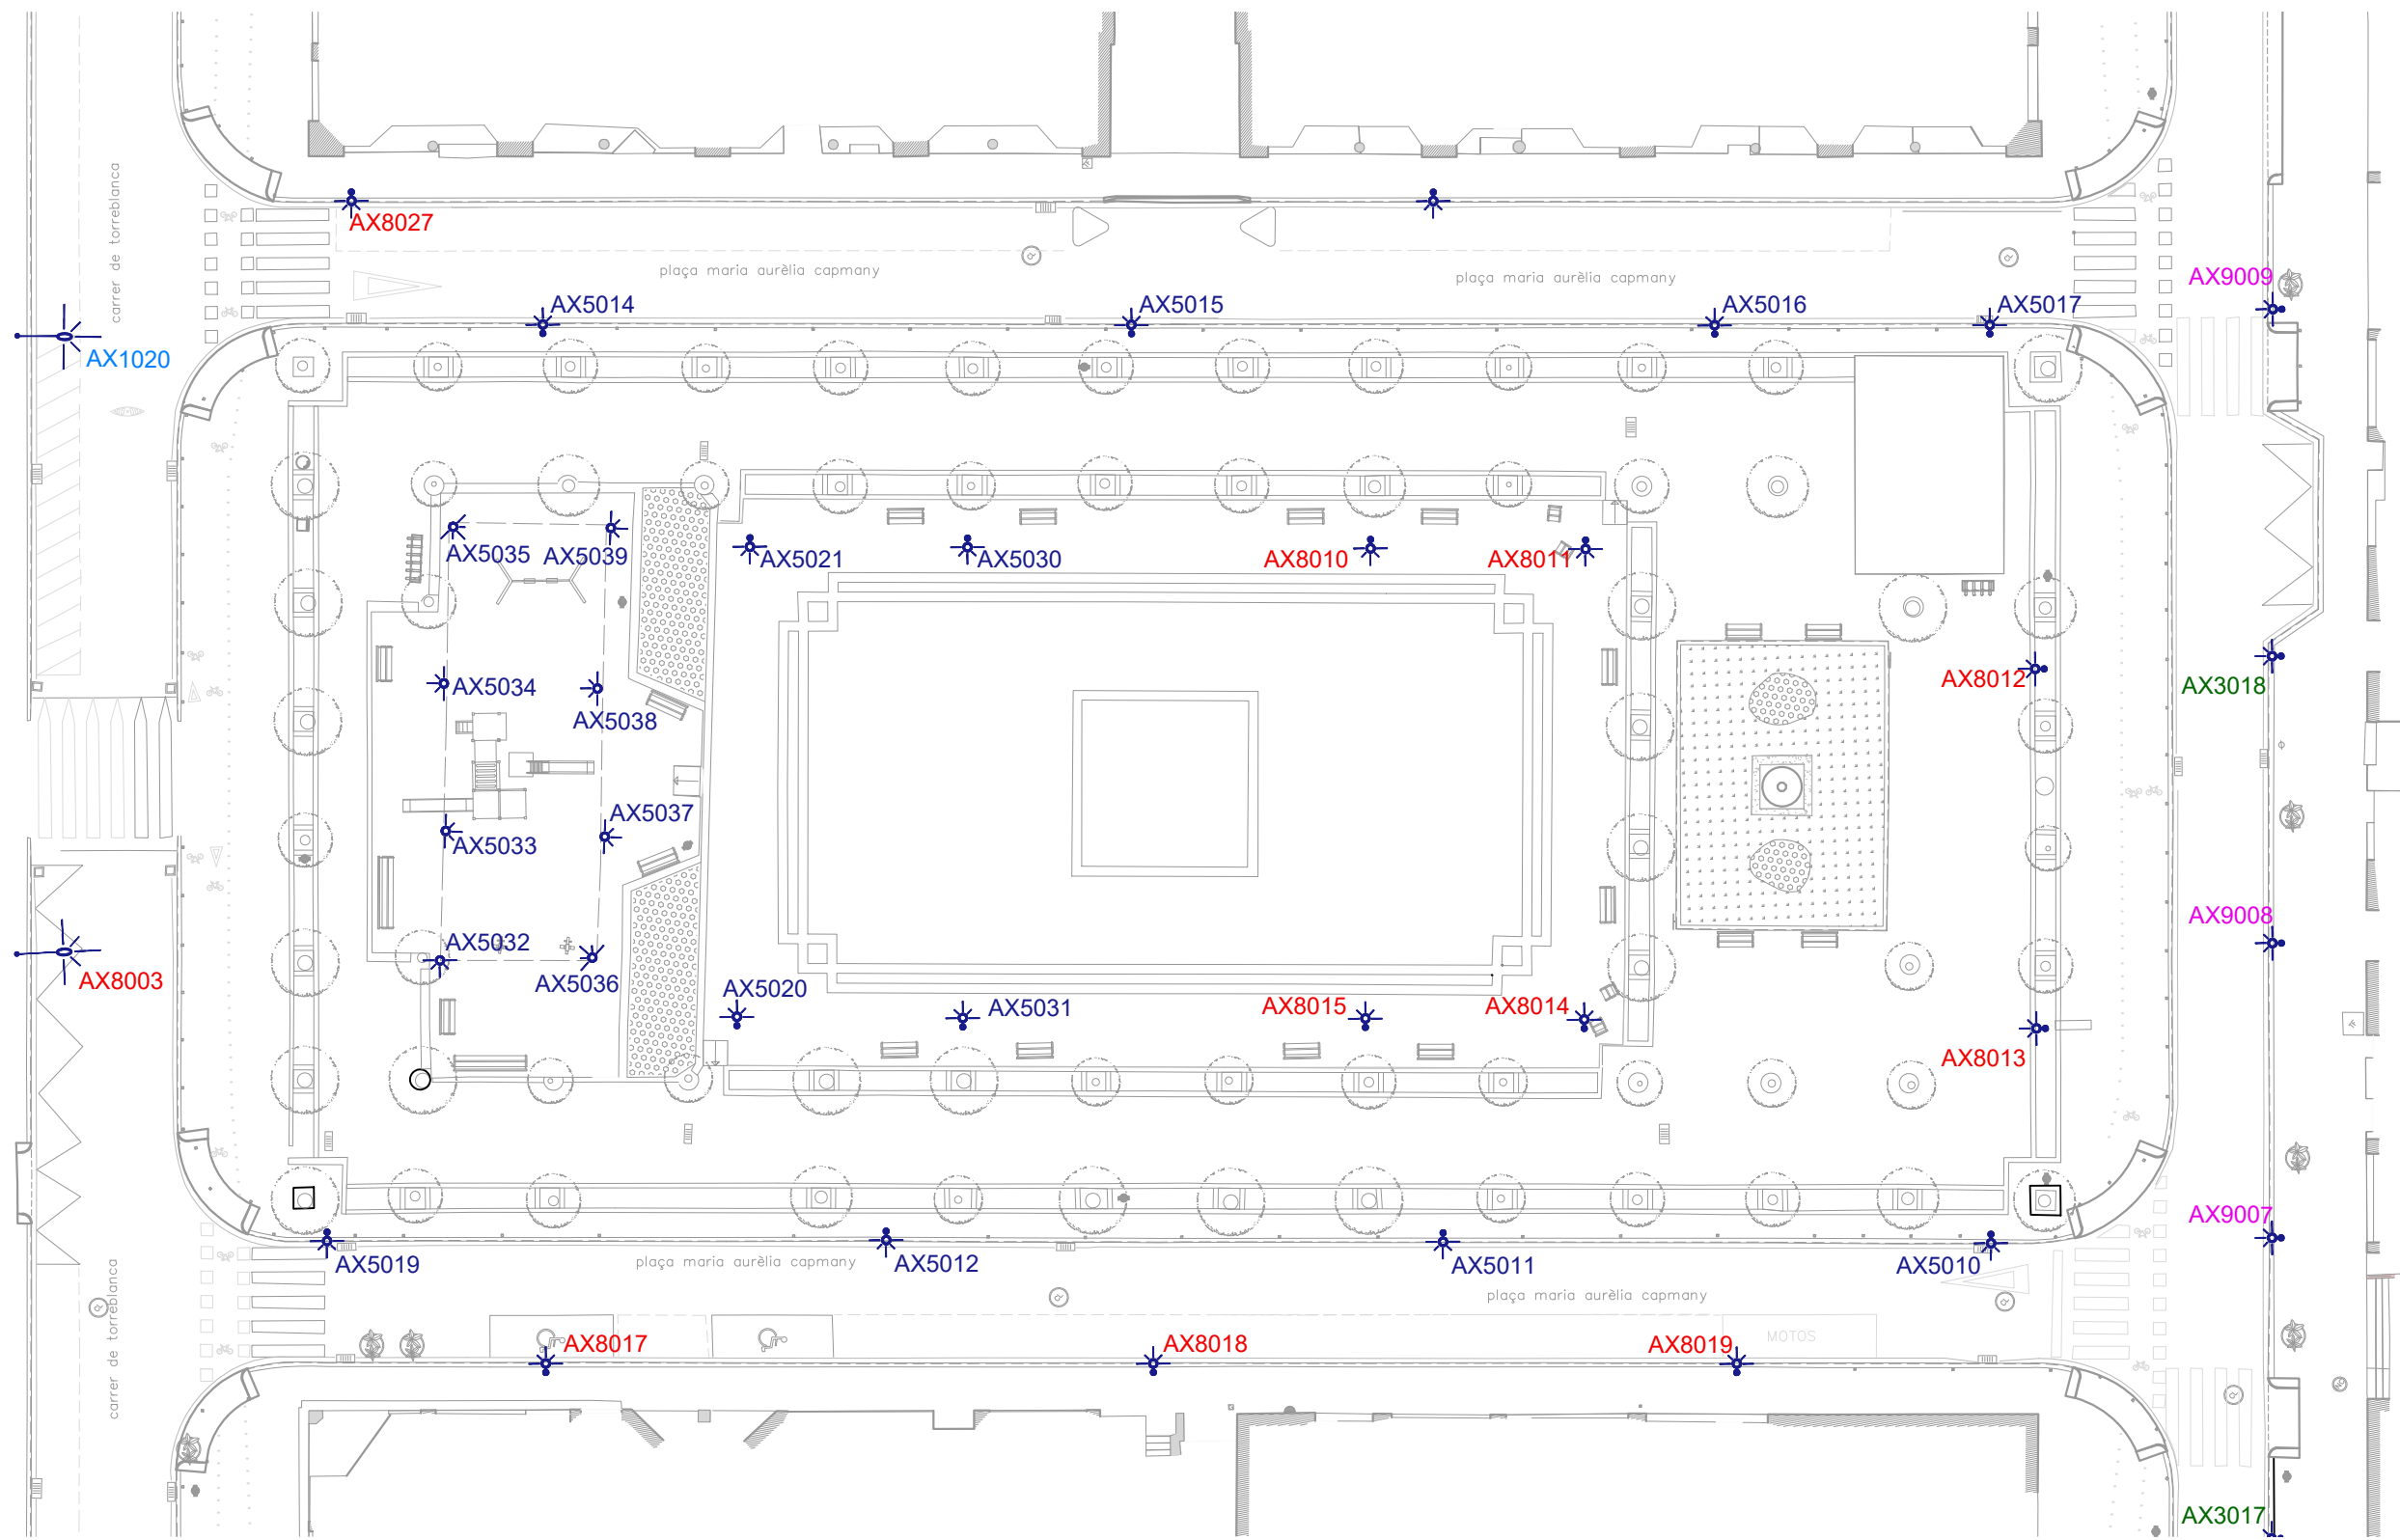 carrer de torreblanca
AX8027
plaça maria aurèlia capmany
plaça maria aurèlia capmany
AX9009
AX5014
AX5015
AX5016
AX5017
AX1020
AX5035
AX5039
AX5021
AX5030
AX8010
AX8011
AX5034
AX5038
AX8012
AX3018
AX5037
AX5033
AX9008
AX5032
AX8003
AX5036
AX5020
AX5031
AX8015
AX8014
AX8013
AX9007
AX5019
plaça maria aurèlia capmany
AX5012
AX5011
AX5010
carrer de torreblanca
plaça maria aurèlia capmany
MOTOS
AX8017
AX8018
AX8019
AX3017